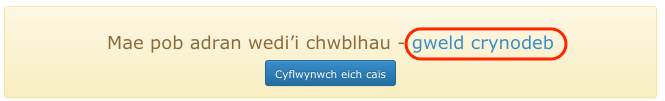 Mae pob adran wedi’i chwblhau - gweld crynodeb
Cyflwynwch eich cais